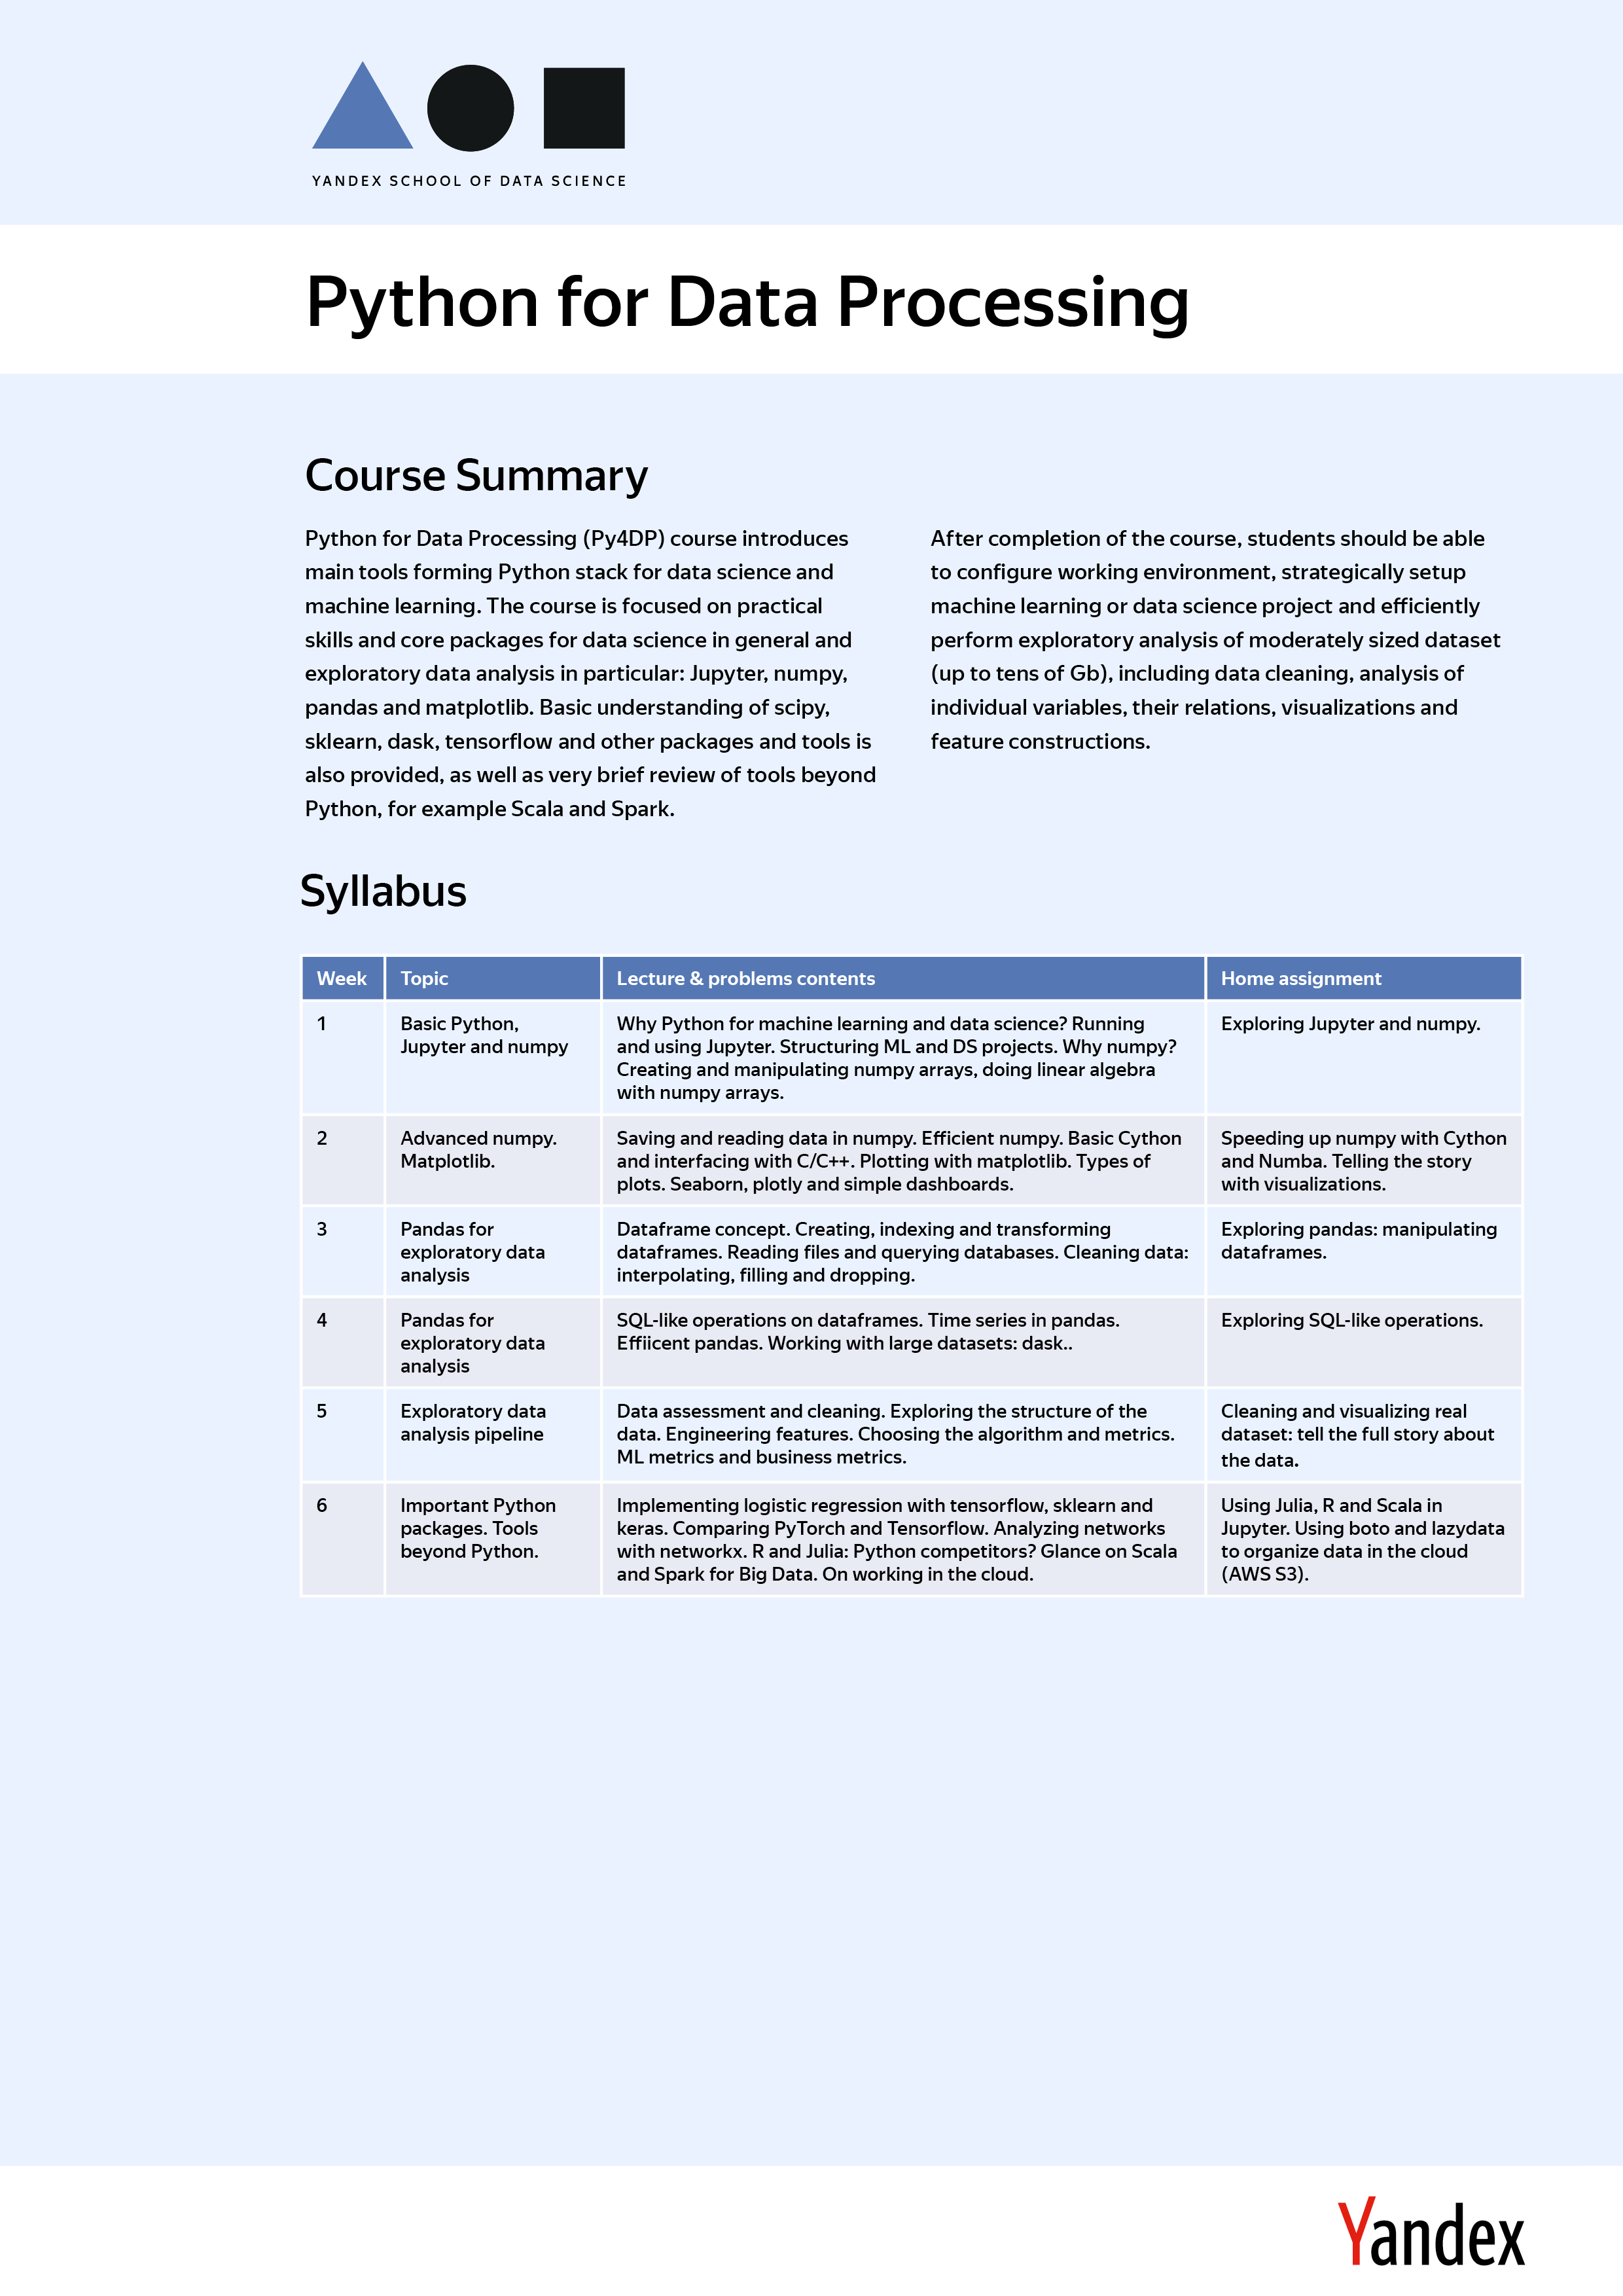 YANDEX SCHOOL OF DATA SCIENCE
Python for Data Processing
Course Summary
Python for Data Processing (Py4DP) course introduces
main tools forming Python stack for data science and
machine learning. The course is focused on practical
skills and core packages for data science in general and
exploratory data analysis in particular: Jupyter, numpy,
pandas and matplotlib. Basic understanding of scipy,
sklearn, dask, tensorflow and other packages and tools is
also provided, as well as very brief review of tools beyond
Python, for example Scala and Spark.
After completion of the course, students should be able
to configure working environment, strategically setup
machine learning or data science project and efficiently
perform exploratory analysis of moderately sized dataset
(up to tens of Gb), including data cleaning, analysis of
individual variables, their relations, visualizations and
feature constructions.
Syllabus
Week
Topic
Lecture & problems contents
Home assignment
1
Basic Python,
Jupyter and numpy
Why Python for machine learning and data science? Running
and using Jupyter. Structuring ML and DS projects. Why numpy?
Creating and manipulating numpy arrays, doing linear algebra
with numpy arrays.
Exploring Jupyter and numpy.
2
Advanced numpy.
Matplotlib.
Saving and reading data in numpy. Efficient numpy. Basic Cython
and interfacing with C/C++. Plotting with matplotlib. Types of
plots. Seaborn, plotly and simple dashboards.
Speeding up numpy with Cython
and Numba. Telling the story
with visualizations.
3
Pandas for
exploratory data
analysis
Dataframe concept. Creating, indexing and transforming
dataframes. Reading files and querying databases. Cleaning data:
interpolating, filling and dropping.
Exploring pandas: manipulating
dataframes.
4
Pandas for
exploratory data
analysis
SQL-like operations on dataframes. Time series in pandas.
Effiicent pandas. Working with large datasets: dask..
Exploring SQL-like operations.
5
Exploratory data
analysis pipeline
Data assessment and cleaning. Exploring the structure of the
data. Engineering features. Choosing the algorithm and metrics.
ML metrics and business metrics.
Cleaning and visualizing real
dataset: tell the full story about
the data.
6
Important Python
packages. Tools
beyond Python.
Implementing logistic regression with tensorflow, sklearn and
keras. Comparing PyTorch and Tensorflow. Analyzing networks
with networkx. R and Julia: Python competitors? Glance on Scala
and Spark for Big Data. On working in the cloud.
Using Julia, R and Scala in
Jupyter. Using boto and lazydata
to organize data in the cloud
(AWS S3).
Yandex